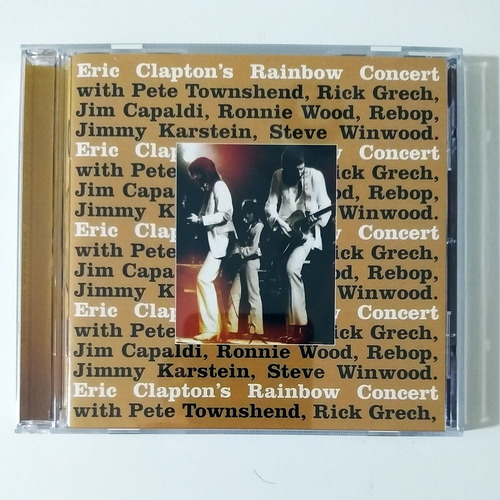 Eric Clapton's Rainbow Concert
with Pete Townshend, Rick Grech,
Jim Capaldi, Ronnie Wood, Rebop,
Jimmy Karstein, Steve Winwood.
Eric Clap ow Concert
with Pete ick Grech,
Jim Capa d, Rebop,
Jimmy K Winwood.
Eric Clap ow Concert
with Pete ick Grech,
Jim Capa d, Rebop,
Jimmy K Winwood.
Eric Clap ow Concert
with Pete ick Grech,
Jim Capaldi, Ronnie Wood, Rebop,
Jimmy Karstein, Steve Winwood.
Eric Clapton's Rainbow Concert
with Pete Townshend, Rick Grech,